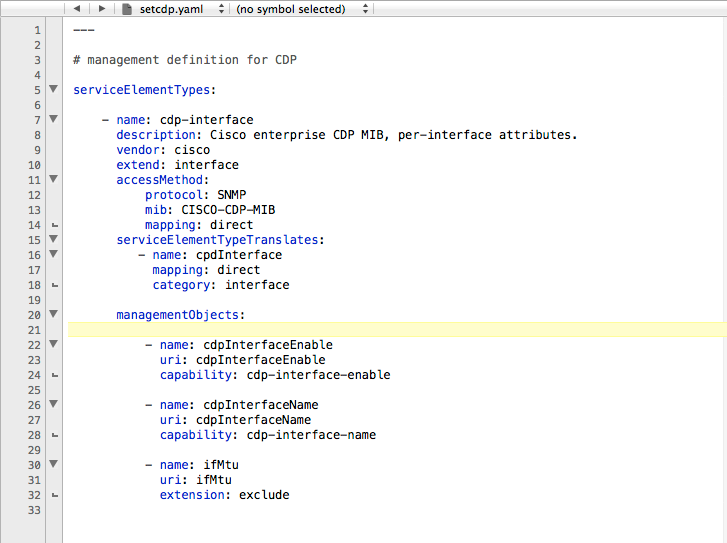 setcdp.yaml (no symbol selected)
1 ---
2
3 # management definition for CDP
4
5 serviceElementTypes:
6
7 - name: cdp-interface
8 description: Cisco enterprise CDP MIB, per-interface attributes.
9 vendor: cisco
10 extend: interface
11 accessMethod:
12 protocol: SNMP
13 mib: CISCO-CDP-MIB
14 mapping: direct
15 serviceElementTypeTranslates:
16 - name: cpdInterface
17 mapping: direct
18 category: interface
19
20 managementObjects:
21
22 - name: cdpInterfaceEnable
23 uri: cdpInterfaceEnable
24 capability: cdp-interface-enable
25
26 - name: cdpInterfaceName
27 uri: cdpInterfaceName
28 capability: cdp-interface-name
29
30 - name: ifMtu
31 uri: ifMtu
32 extension: exclude
33